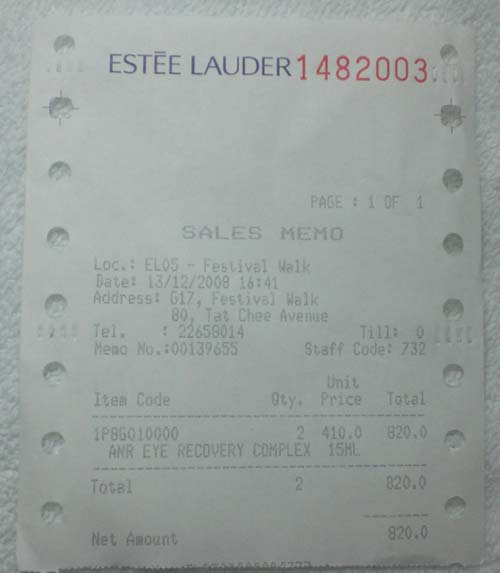 ESTĒE LAUDER 1482003
PAGE : 1 OF 1
SALES MEMO
Loc.: EL05 - Festival Walk
Date: 13/12/2008 16:41
Address: G17, Festival Walk
80, Tat Chee Avenue
Tel. : 22658014 Till: 0
Memo No.:00139655 Staff Code: 732
Unit
Item Code Qty. Price Total
1P8G010000 2 410.0 820.0
ANR EYE RECOVERY COMPLEX 15ML
Total 2 820.0
Net Amount 820.0